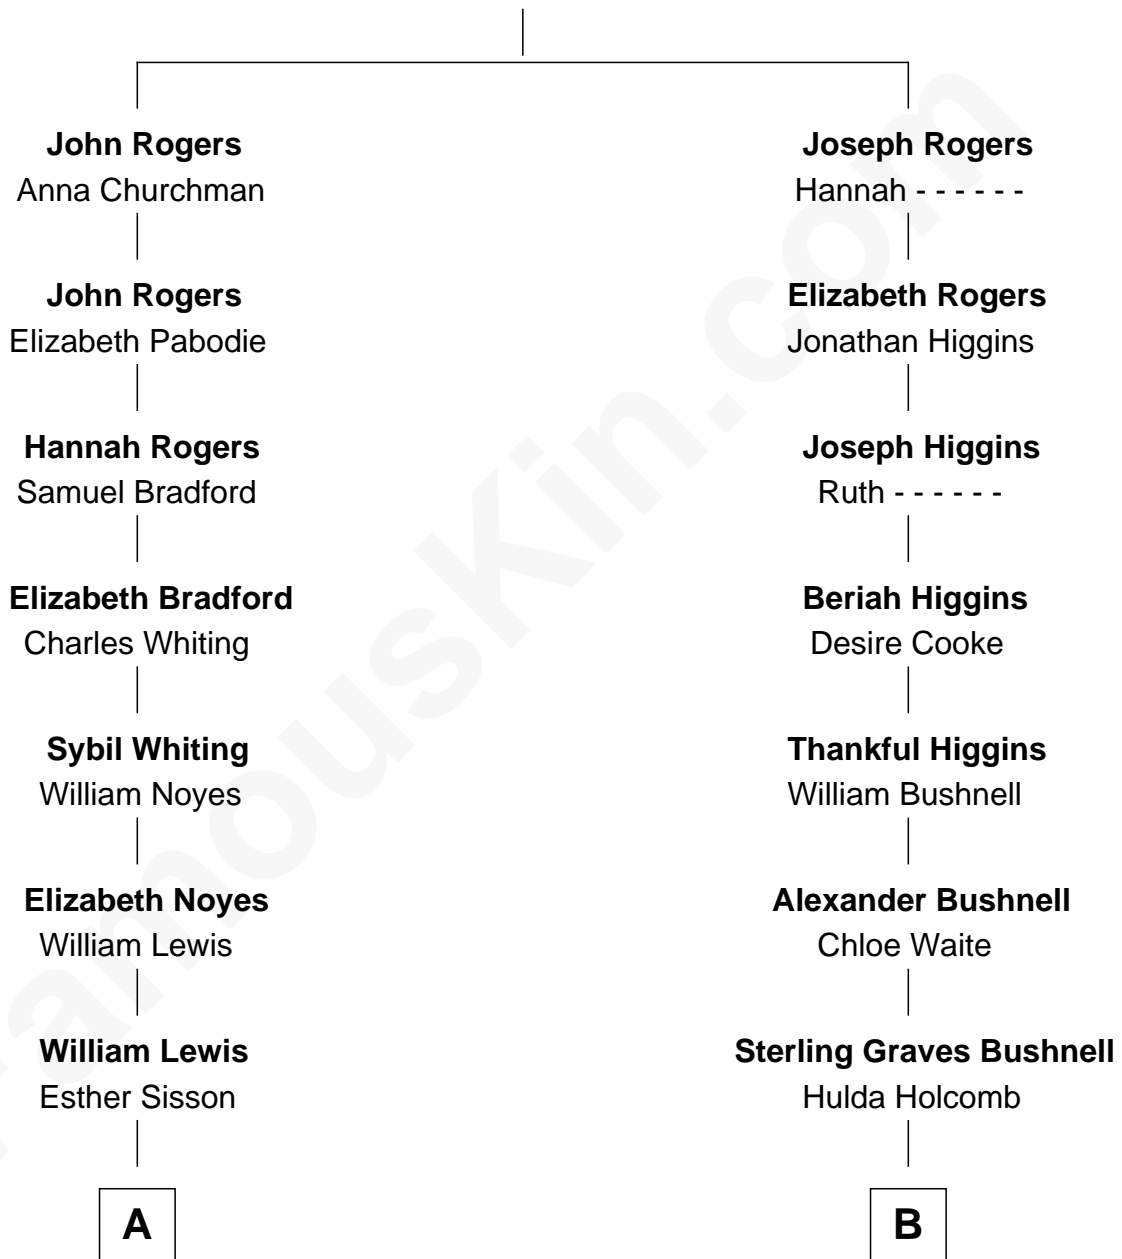 John Rogers
Anna Churchman
John Rogers
Elizabeth Pabodie
Hannah Rogers
Samuel Bradford
Elizabeth Bradford
Charles Whiting
Sybil Whiting
William Noyes
Elizabeth Noyes
William Lewis
William Lewis
Esther Sisson
A
Joseph Rogers
Hannah - - - - - -
Elizabeth Rogers
Jonathan Higgins
Joseph Higgins
Ruth - - - - - -
Beriah Higgins
Desire Cooke
Thankful Higgins
William Bushnell
Alexander Bushnell
Chloe Waite
Sterling Graves Bushnell
Hulda Holcomb
B
FamousKin.com